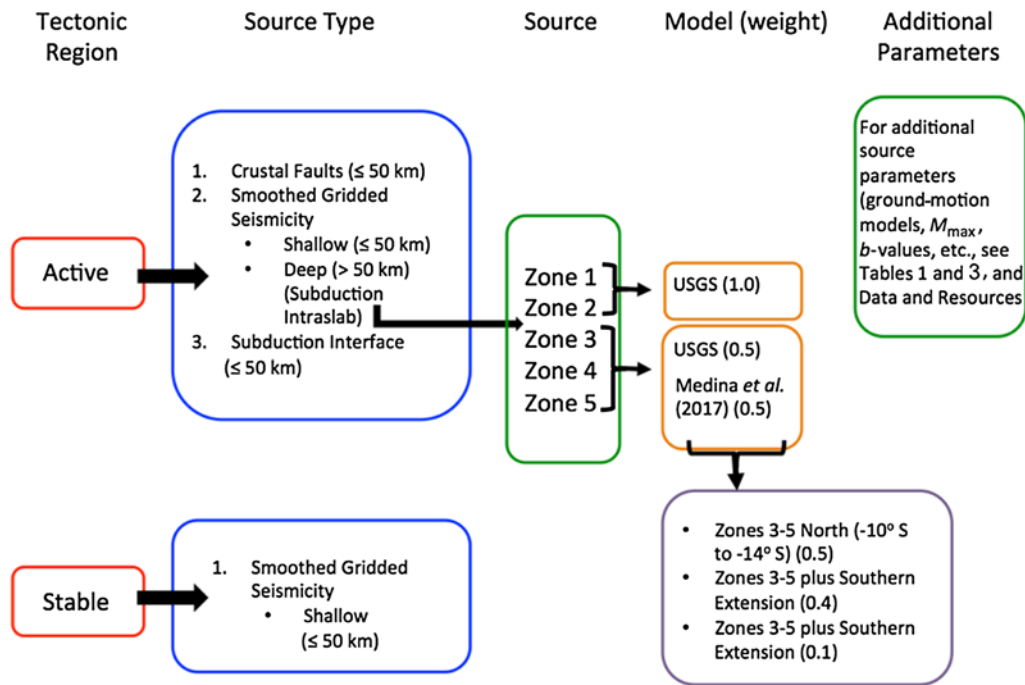 Tectonic
Region
Source Type
Source
Model (weight)
Additional
Parameters
Active
1. Crustal Faults (≤ 50 km)
2. Smoothed Gridded
Seismicity
• Shallow (≤ 50 km)
• Deep (> 50 km)
(Subduction
Intraslab)
3. Subduction Interface
(≤ 50 km)
Zone 1
Zone 2
Zone 3
Zone 4
Zone 5
USGS (1.0)
USGS (0.5)
Medina et al.
(2017) (0.5)
• Zones 3-5 North (-10° S
to -14° S) (0.5)
• Zones 3-5 plus Southern
Extension (0.4)
• Zones 3-5 plus Southern
Extension (0.1)
For additional
source
parameters
(ground-motion
models, Mmax,
b-values, etc., see
Tables 1 and 3, and
Data and Resources
Stable
1. Smoothed Gridded
Seismicity
• Shallow
(≤ 50 km)